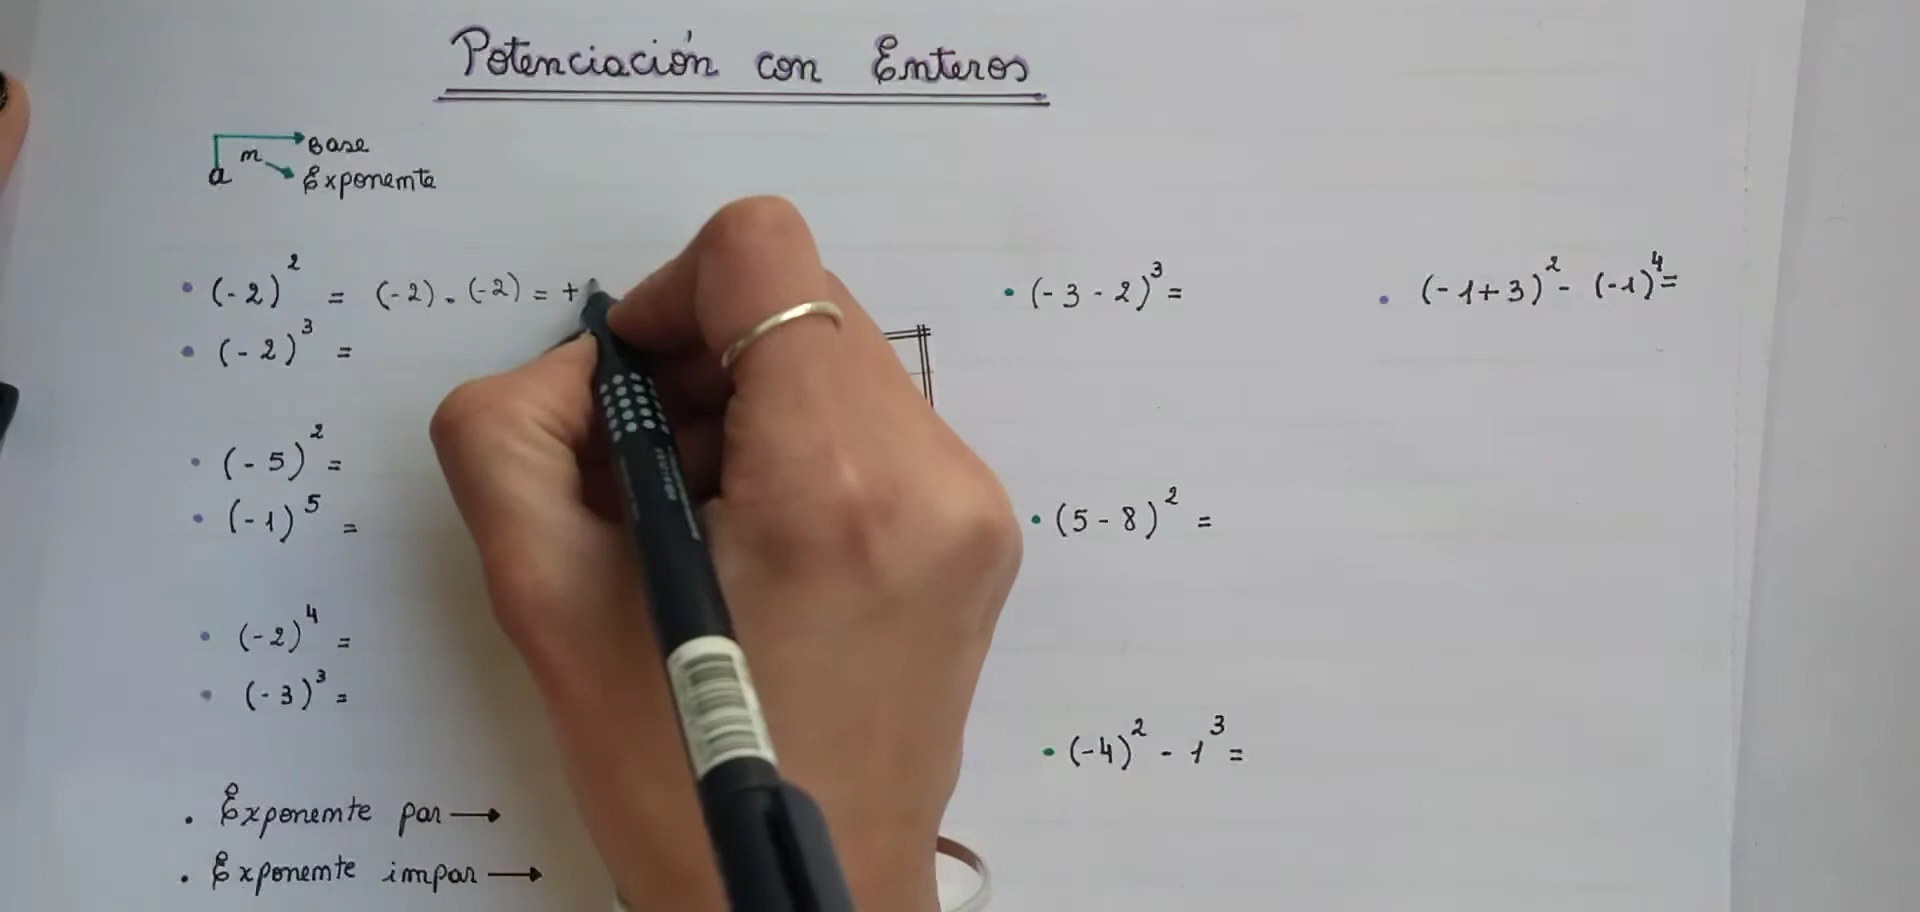 Potenciación con Enteros
Base
a^m
Exponente
• (-2)^2 = (-2) . (-2) = +
• (-2)^3 =
• (-5)^2 =
• (-1)^5 =
• (-2)^4 =
• (-3)^3 =
. Exponente par →
. Exponente impar →
• (-3-2)^3 =
• (5-8)^2 =
• (-4)^2 - 1^3 =
• (-1+3)^2 - (-1)^4 =